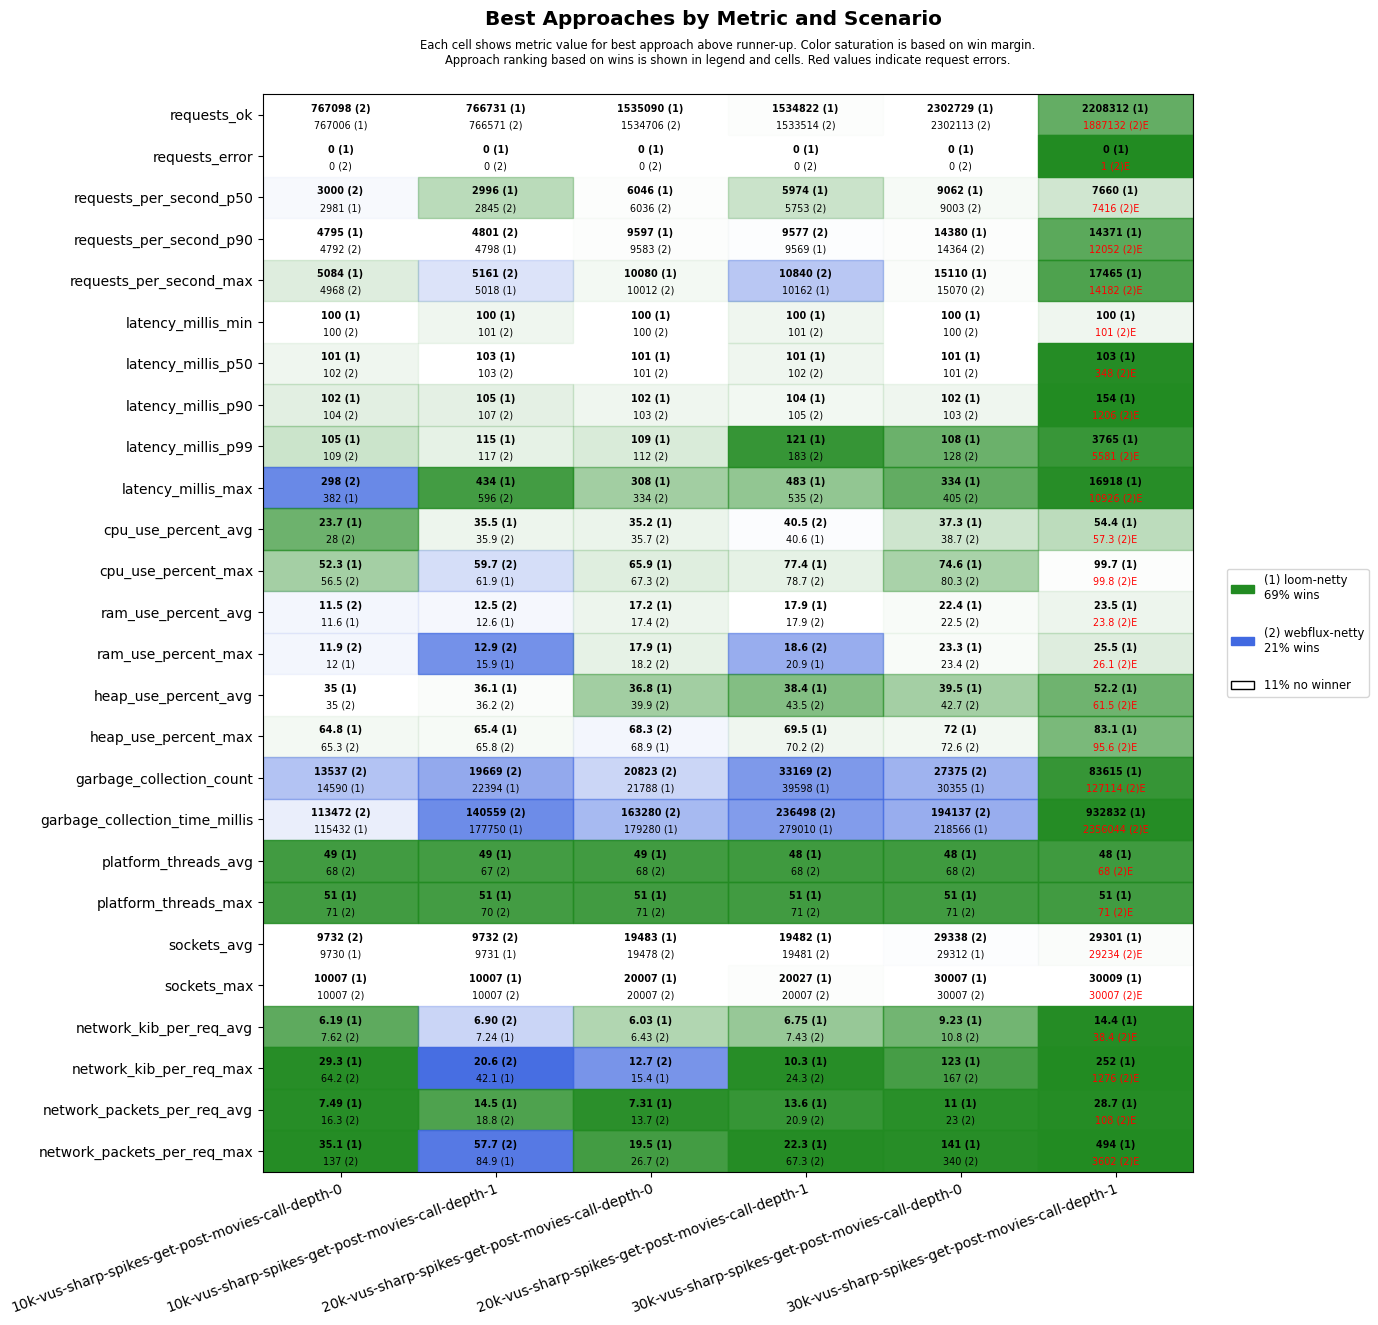 Best Approaches by Metric and Scenario
Each cell shows metric value for best approach above runner-up. Color saturation is based on win margin.
Approach ranking based on wins is shown in legend and cells. Red values indicate request errors.
requests_ok
767098 (2) 766731 (1) 1535090 (1) 1534822 (1) 2302729 (1) 2208312 (1)
767006 (1) 766571 (2) 1534706 (2) 1533514 (2) 2302113 (2) 1887132 (2)E
requests_error
0 (1) 0 (1) 0 (1) 0 (1) 0 (1) 0 (1)
0 (2) 0 (2) 0 (2) 0 (2) 0 (2) 1 (2)E
requests_per_second_p50
3000 (2) 2996 (1) 6046 (1) 5974 (1) 9062 (1) 7660 (1)
2981 (1) 2845 (2) 6036 (2) 5753 (2) 9003 (2) 7416 (2)E
requests_per_second_p90
4795 (1) 4801 (2) 9597 (1) 9577 (2) 14380 (1) 14371 (1)
4792 (2) 4798 (1) 9583 (2) 9569 (1) 14364 (2) 12052 (2)E
requests_per_second_max
5084 (1) 5161 (2) 10080 (1) 10840 (2) 15110 (1) 17465 (1)
4968 (2) 5018 (1) 10012 (2) 10162 (1) 15070 (2) 14182 (2)E
latency_millis_min
100 (1) 100 (1) 100 (1) 100 (1) 100 (1) 100 (1)
100 (2) 101 (2) 100 (2) 101 (2) 100 (2) 101 (2)E
latency_millis_p50
101 (1) 103 (1) 101 (1) 101 (1) 101 (1) 103 (1)
102 (2) 103 (2) 101 (2) 102 (2) 101 (2) 348 (2)E
latency_millis_p90
102 (1) 105 (1) 102 (1) 104 (1) 102 (1) 154 (1)
104 (2) 107 (2) 103 (2) 105 (2) 103 (2) 1206 (2)E
latency_millis_p99
105 (1) 115 (1) 109 (1) 121 (1) 108 (1) 3765 (1)
109 (2) 117 (2) 112 (2) 183 (2) 128 (2) 5581 (2)E
latency_millis_max
298 (2) 434 (1) 308 (1) 483 (1) 334 (1) 16918 (1)
382 (1) 596 (2) 334 (2) 535 (2) 405 (2) 10926 (2)E
cpu_use_percent_avg
23.7 (1) 35.5 (1) 35.2 (1) 40.5 (2) 37.3 (1) 54.4 (1)
28 (2) 35.9 (2) 35.7 (2) 40.6 (1) 38.7 (2) 57.3 (2)E
cpu_use_percent_max
52.3 (1) 59.7 (2) 65.9 (1) 77.4 (1) 74.6 (1) 99.7 (1)
56.5 (2) 61.9 (1) 67.3 (2) 78.7 (2) 80.3 (2) 99.8 (2)E
ram_use_percent_avg
11.5 (2) 12.5 (2) 17.2 (1) 17.9 (1) 22.4 (1) 23.5 (1)
11.6 (1) 12.6 (1) 17.4 (2) 17.9 (2) 22.5 (2) 23.8 (2)E
ram_use_percent_max
11.9 (2) 12.9 (2) 17.9 (1) 18.6 (2) 23.3 (1) 25.5 (1)
12 (1) 15.9 (1) 18.2 (2) 20.9 (1) 23.4 (2) 26.1 (2)E
heap_use_percent_avg
35 (1) 36.1 (1) 36.8 (1) 38.4 (1) 39.5 (1) 52.2 (1)
35 (2) 36.2 (2) 39.9 (2) 43.5 (2) 42.7 (2) 61.5 (2)E
heap_use_percent_max
64.8 (1) 65.4 (1) 68.3 (2) 69.5 (1) 72 (1) 83.1 (1)
65.3 (2) 65.8 (2) 68.9 (1) 70.2 (2) 72.6 (2) 95.6 (2)E
garbage_collection_count
13537 (2) 19669 (2) 20823 (2) 33169 (2) 27375 (2) 83615 (1)
14590 (1) 22394 (1) 21788 (1) 39598 (1) 30355 (1) 127114 (2)E
garbage_collection_time_millis
113472 (2) 140559 (2) 163280 (2) 236498 (2) 194137 (2) 932832 (1)
115432 (1) 177750 (1) 179280 (1) 279010 (1) 218566 (1) 2356044 (2)E
platform_threads_avg
49 (1) 49 (1) 49 (1) 48 (1) 48 (1) 48 (1)
68 (2) 67 (2) 68 (2) 68 (2) 68 (2) 68 (2)E
platform_threads_max
51 (1) 51 (1) 51 (1) 51 (1) 51 (1) 51 (1)
71 (2) 70 (2) 71 (2) 71 (2) 71 (2) 71 (2)E
sockets_avg
9732 (2) 9732 (2) 19483 (1) 19482 (1) 29338 (2) 29301 (1)
9730 (1) 9731 (1) 19478 (2) 19481 (2) 29312 (1) 29234 (2)E
sockets_max
10007 (1) 10007 (1) 20007 (1) 20027 (1) 30007 (1) 30009 (1)
10007 (2) 10007 (2) 20007 (2) 20007 (2) 30007 (2) 30007 (2)E
network_kib_per_req_avg
6.19 (1) 6.90 (2) 6.03 (1) 6.75 (1) 9.23 (1) 14.4 (1)
7.62 (2) 7.24 (1) 6.43 (2) 7.43 (2) 10.8 (2) 38.4 (2)E
network_kib_per_req_max
29.3 (1) 20.6 (2) 12.7 (2) 10.3 (1) 123 (1) 252 (1)
64.2 (2) 42.1 (1) 15.4 (1) 24.3 (2) 167 (2) 1276 (2)E
network_packets_per_req_avg
7.49 (1) 14.5 (1) 7.31 (1) 13.6 (1) 11 (1) 28.7 (1)
16.3 (2) 18.8 (2) 13.7 (2) 20.9 (2) 23 (2) 108 (2)E
network_packets_per_req_max
35.1 (1) 57.7 (2) 19.5 (1) 22.3 (1) 141 (1) 494 (1)
137 (2) 84.9 (1) 26.7 (2) 67.3 (2) 340 (2) 3602 (2)E
(1) loom-netty
69% wins
(2) webflux-netty
21% wins
11% no winner
10k-vus-sharp-spikes-get-post-movies-call-depth-0
10k-vus-sharp-spikes-get-post-movies-call-depth-1
20k-vus-sharp-spikes-get-post-movies-call-depth-0
20k-vus-sharp-spikes-get-post-movies-call-depth-1
30k-vus-sharp-spikes-get-post-movies-call-depth-0
30k-vus-sharp-spikes-get-post-movies-call-depth-1